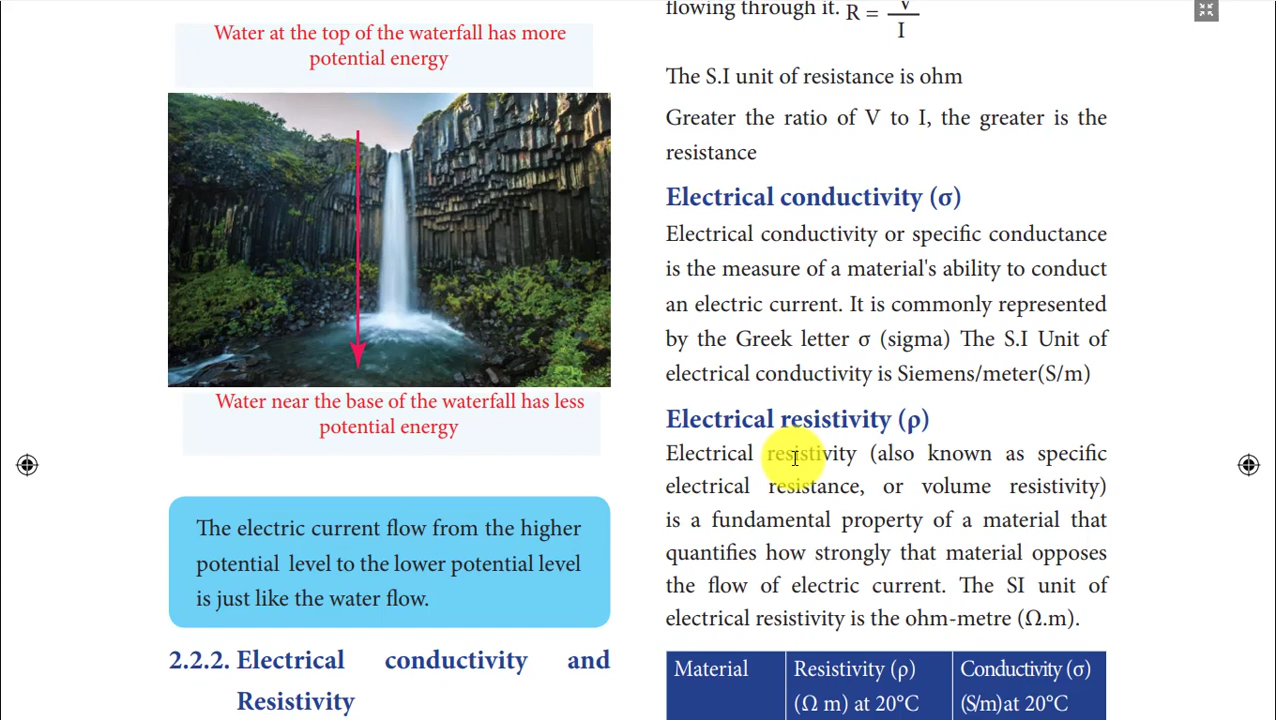 Water at the top of the waterfall has more
potential energy
Water near the base of the waterfall has less
potential energy
The electric current flow from the higher
potential level to the lower potential level
is just like the water flow.
2.2.2. Electrical conductivity and
Resistivity
flowing through it. R = V
I
The S.I unit of resistance is ohm
Greater the ratio of V to I, the greater is the
resistance
Electrical conductivity (σ)
Electrical conductivity or specific conductance
is the measure of a material's ability to conduct
an electric current. It is commonly represented
by the Greek letter σ (sigma) The S.I Unit of
electrical conductivity is Siemens/meter(S/m)
Electrical resistivity (ρ)
Electrical resistivity (also known as specific
electrical resistance, or volume resistivity)
is a fundamental property of a material that
quantifies how strongly that material opposes
the flow of electric current. The SI unit of
electrical resistivity is the ohm-metre (Ω.m).
Material Resistivity (ρ) Conductivity (σ)
(Ω m) at 20°C (S/m)at 20°C